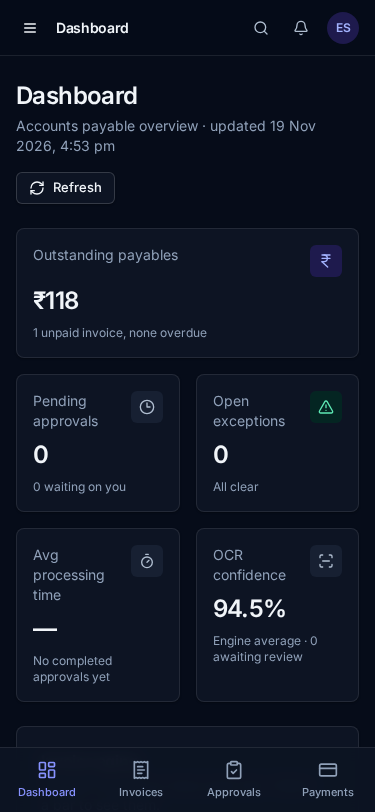 Dashboard
ES
Dashboard
Accounts payable overview · updated 19 Nov
2026, 4:53 pm
Refresh
Outstanding payables
₹
₹118
1 unpaid invoice, none overdue
Pending
approvals
0
0 waiting on you
Open
exceptions
0
All clear
Avg
processing
time
—
No completed
approvals yet
OCR
confidence
94.5%
Engine average · 0
awaiting review
Dashboard
Invoices
Approvals
Payments